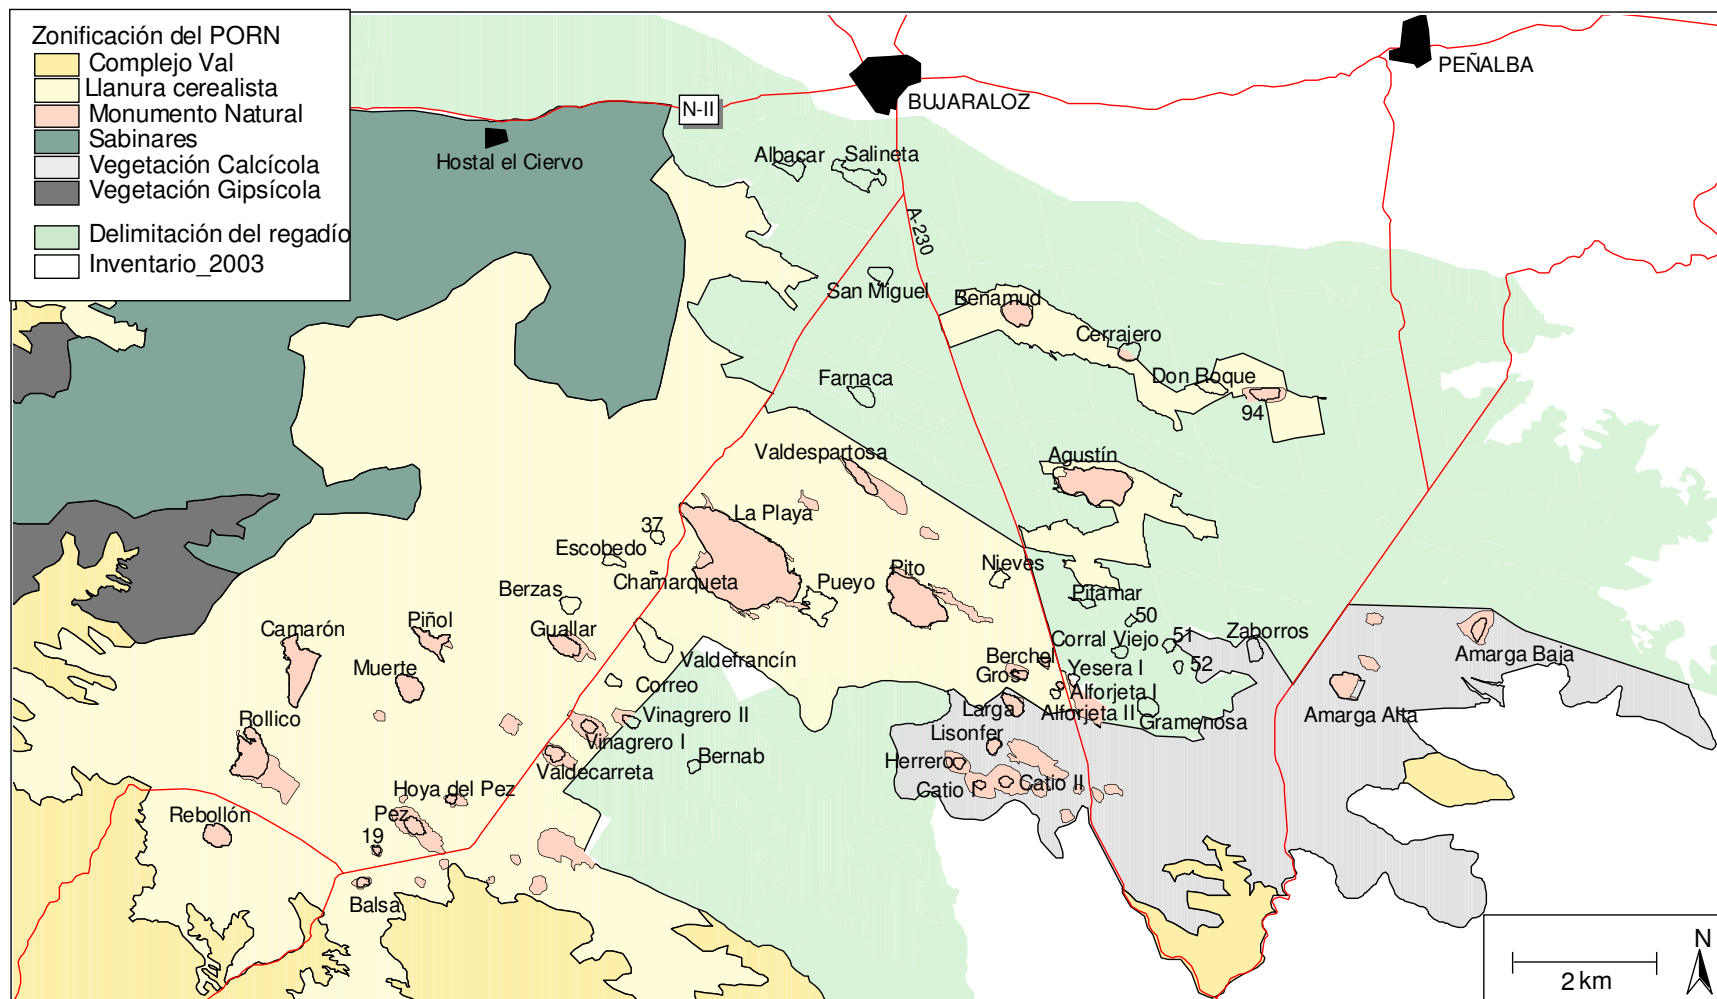 Zonificación del PORN
Complejo Val
Llanura cerealista
Monumento Natural
Sabinares
Vegetación Calcícola
Vegetación Gipsícola
Delimitación del regadío
Inventario_2003
PEÑALBA
BUJARALOZ
N-II
Hostal el Ciervo
Albacar
Salineta
A-230
San Miguel
Benamud
Cerrajero
Farnaca
Don Roque
94
Valdespartosa
Agustín
La Playa
37
Escobedo
Chamarqueta
Pueyo
Pito
Nieves
Berzas
Pitamar
50
Camarón
Piñol
Guallar
Corral Viejo
51
Zaborros
Valdefrancín
Berchel
52
Amarga Baja
Muerte
Gros
Yesera I
Correo
Alforjeta I
Rollico
Vinagrero II
Larga
Alforjeta II
Gramenosa
Amarga Alta
Vinagrero I
Lisonfer
Bernab
Herrero
Valdecarreta
Catio I
Catio II
Hoya del Pez
Rebollón
Pez
19
Balsa
N
2 km